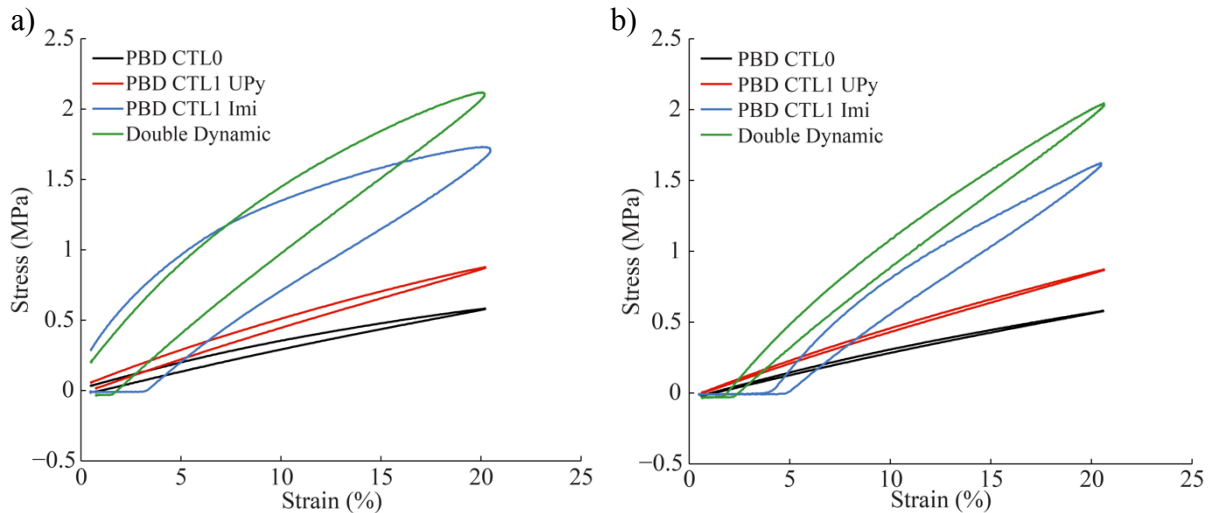 a)
2.5
2
1.5
1
0.5
0
−0.5
Stress (MPa)
PBD CTL0
PBD CTL1 UPy
PBD CTL1 Imi
Double Dynamic
0 5 10 15 20 25
Strain (%)
b)
2.5
2
1.5
1
0.5
0
−0.5
Stress (MPa)
PBD CTL0
PBD CTL1 UPy
PBD CTL1 Imi
Double Dynamic
0 5 10 15 20 25
Strain (%)